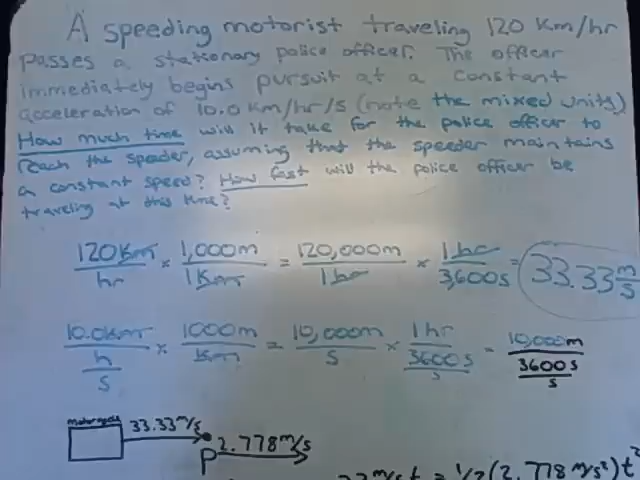 A speeding motorist traveling 120 Km/hr
passes a stationary police officer. The officer
immediately begins pursuit at a constant
acceleration of 10.0 km/hr/s (note the mixed units)
How much time will it take for the police officer to
reach the speeder, assuming that the speeder maintains
a constant speed? How fast will the police officer be
traveling at this time?
120Km/hr × 1,000m/1Km = 120,000m/1hr × 1hr/3,600s = 33.33 m/s
10.0km/h/s × 1000m/Km = 10,000m/s × 1hr/3600s/s = 10,000m/3600s/s
motorcycle 33.33 m/s
P 2.778 m/s
33 m/s t = 1/2 (2.778 m/s²) t²